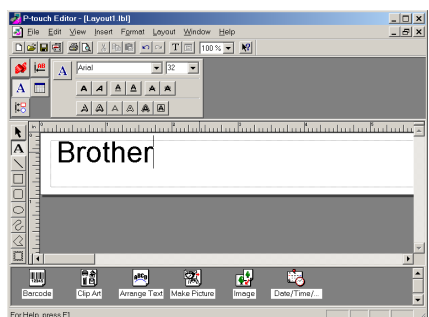 P-touch Editor - [Layout1.lbl]
File Edit View Insert Format Layout Window Help
100 %
Arial 32
Brother
Barcode Clip Art Arrange Text Make Picture Image Date/Time/...
For Help, press F1